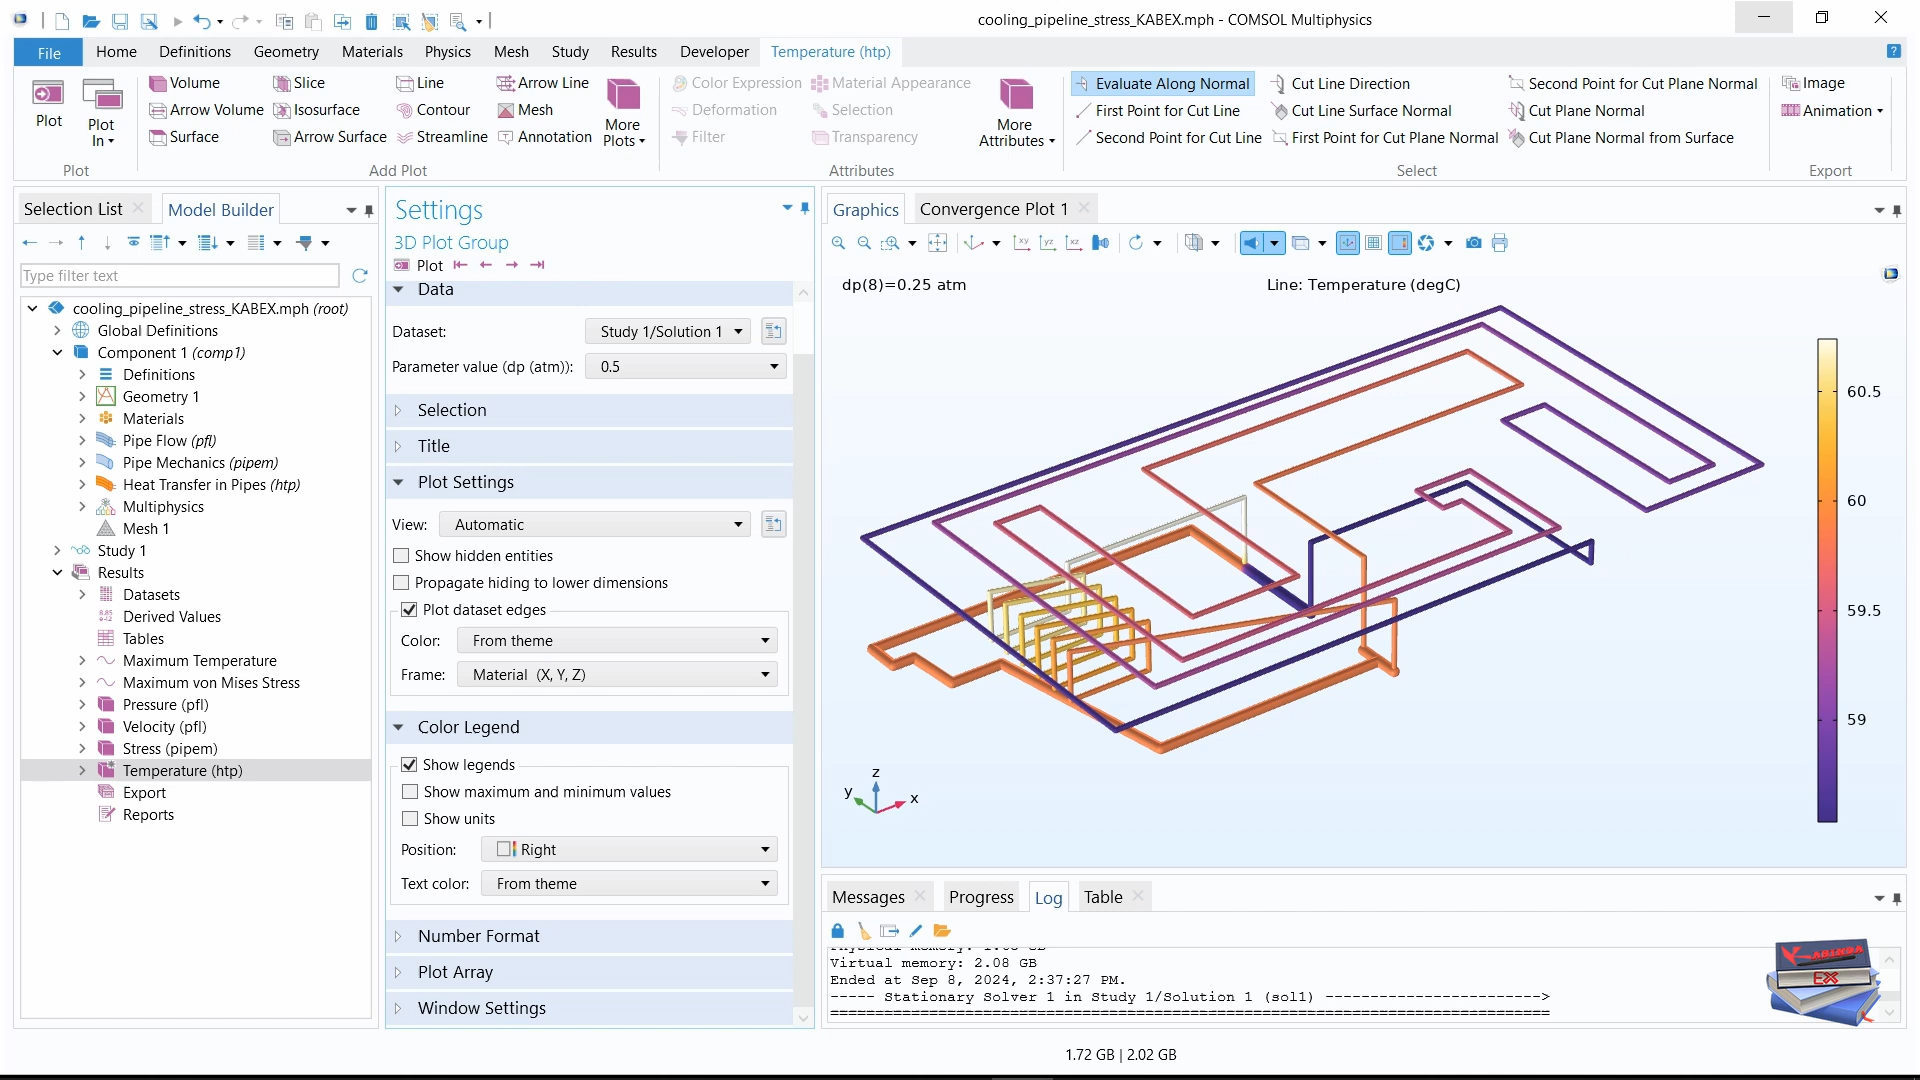 cooling_pipeline_stress_KABEX.mph - COMSOL Multiphysics
File Home Definitions Geometry Materials Physics Mesh Study Results Developer Temperature (htp)
Plot
Plot In
Plot
Volume Slice Line Arrow Line
Arrow Volume Isosurface Contour Mesh
Surface Arrow Surface Streamline Annotation
More Plots
Add Plot
Color Expression Material Appearance
Deformation Selection
Filter Transparency
More Attributes
Attributes
Evaluate Along Normal Cut Line Direction Second Point for Cut Plane Normal
First Point for Cut Line Cut Line Surface Normal Cut Plane Normal
Second Point for Cut Line First Point for Cut Plane Normal Cut Plane Normal from Surface
Select
Image
Animation
Export
Selection List Model Builder
Type filter text
cooling_pipeline_stress_KABEX.mph (root)
Global Definitions
Component 1 (comp1)
Definitions
Geometry 1
Materials
Pipe Flow (pfl)
Pipe Mechanics (pipem)
Heat Transfer in Pipes (htp)
Multiphysics
Mesh 1
Study 1
Results
Datasets
8.85
e-12
Derived Values
Tables
Maximum Temperature
Maximum von Mises Stress
Pressure (pfl)
Velocity (pfl)
Stress (pipem)
Temperature (htp)
Export
Reports
Settings
3D Plot Group
Plot
Data
Dataset: Study 1/Solution 1
Parameter value (dp (atm)): 0.5
Selection
Title
Plot Settings
View: Automatic
Show hidden entities
Propagate hiding to lower dimensions
Plot dataset edges
Color: From theme
Frame: Material (X, Y, Z)
Color Legend
Show legends
Show maximum and minimum values
Show units
Position: Right
Text color: From theme
Number Format
Plot Array
Window Settings
Graphics Convergence Plot 1
xy yz xz
dp(8)=0.25 atm Line: Temperature (degC)
60.5
60
59.5
59
z
y x
Messages Progress Log Table
Physical memory: 1.68 GB
Virtual memory: 2.08 GB
Ended at Sep 8, 2024, 2:37:27 PM.
----- Stationary Solver 1 in Study 1/Solution 1 (sol1) ----------------------->
KABINDA
EX
1.72 GB | 2.02 GB